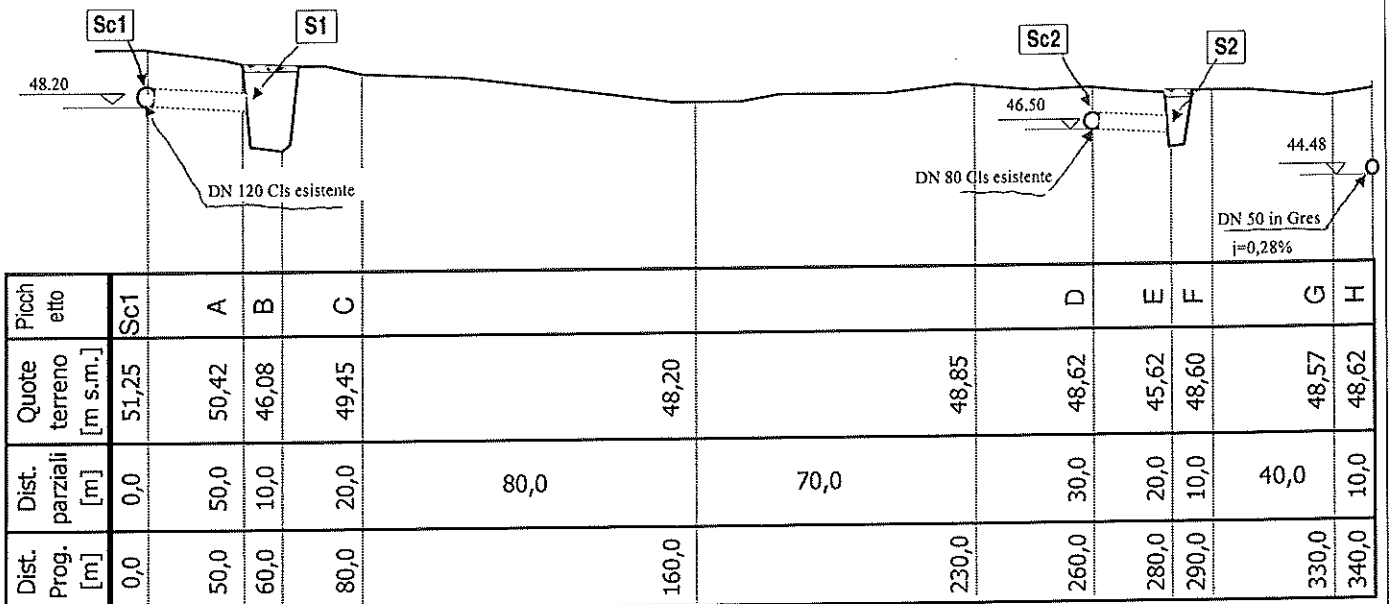 Sc1
S1
Sc2
S2
48.20
46.50
44.48
DN 120 Cls esistente
DN 80 Cls esistente
DN 50 in Gres
j=0,28%
Picch
etto
Sc1 A B C D E F G H
Quote
terreno
[m s.m.]
51,25 50,42 46,08 49,45 48,20 48,85 48,62 45,62 48,60 48,57 48,62
Dist.
parziali
[m]
0,0 50,0 10,0 20,0 80,0 70,0 30,0 20,0 10,0 40,0 10,0
Dist.
Prog.
[m]
0,0 50,0 60,0 80,0 160,0 230,0 260,0 280,0 290,0 330,0 340,0